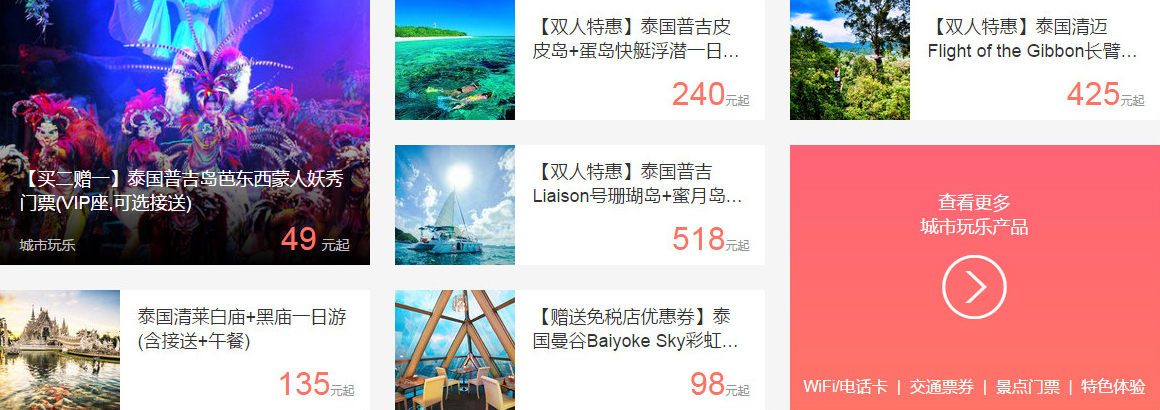 【买二赠一】泰国普吉岛芭东西蒙人妖秀
门票(VIP座,可选接送)
城市玩乐
49 元起
泰国清莱白庙+黑庙一日游
(含接送+午餐)
135元起
【双人特惠】泰国普吉皮
皮岛+蛋岛快艇浮潜一日…
240元起
【双人特惠】泰国普吉
Liaison号珊瑚岛+蜜月岛…
518元起
【赠送免税店优惠券】泰
国曼谷Baiyoke Sky彩虹…
98元起
【双人特惠】泰国清迈
Flight of the Gibbon长臂…
425元起
查看更多
城市玩乐产品
WiFi/电话卡 | 交通票券 | 景点门票 | 特色体验